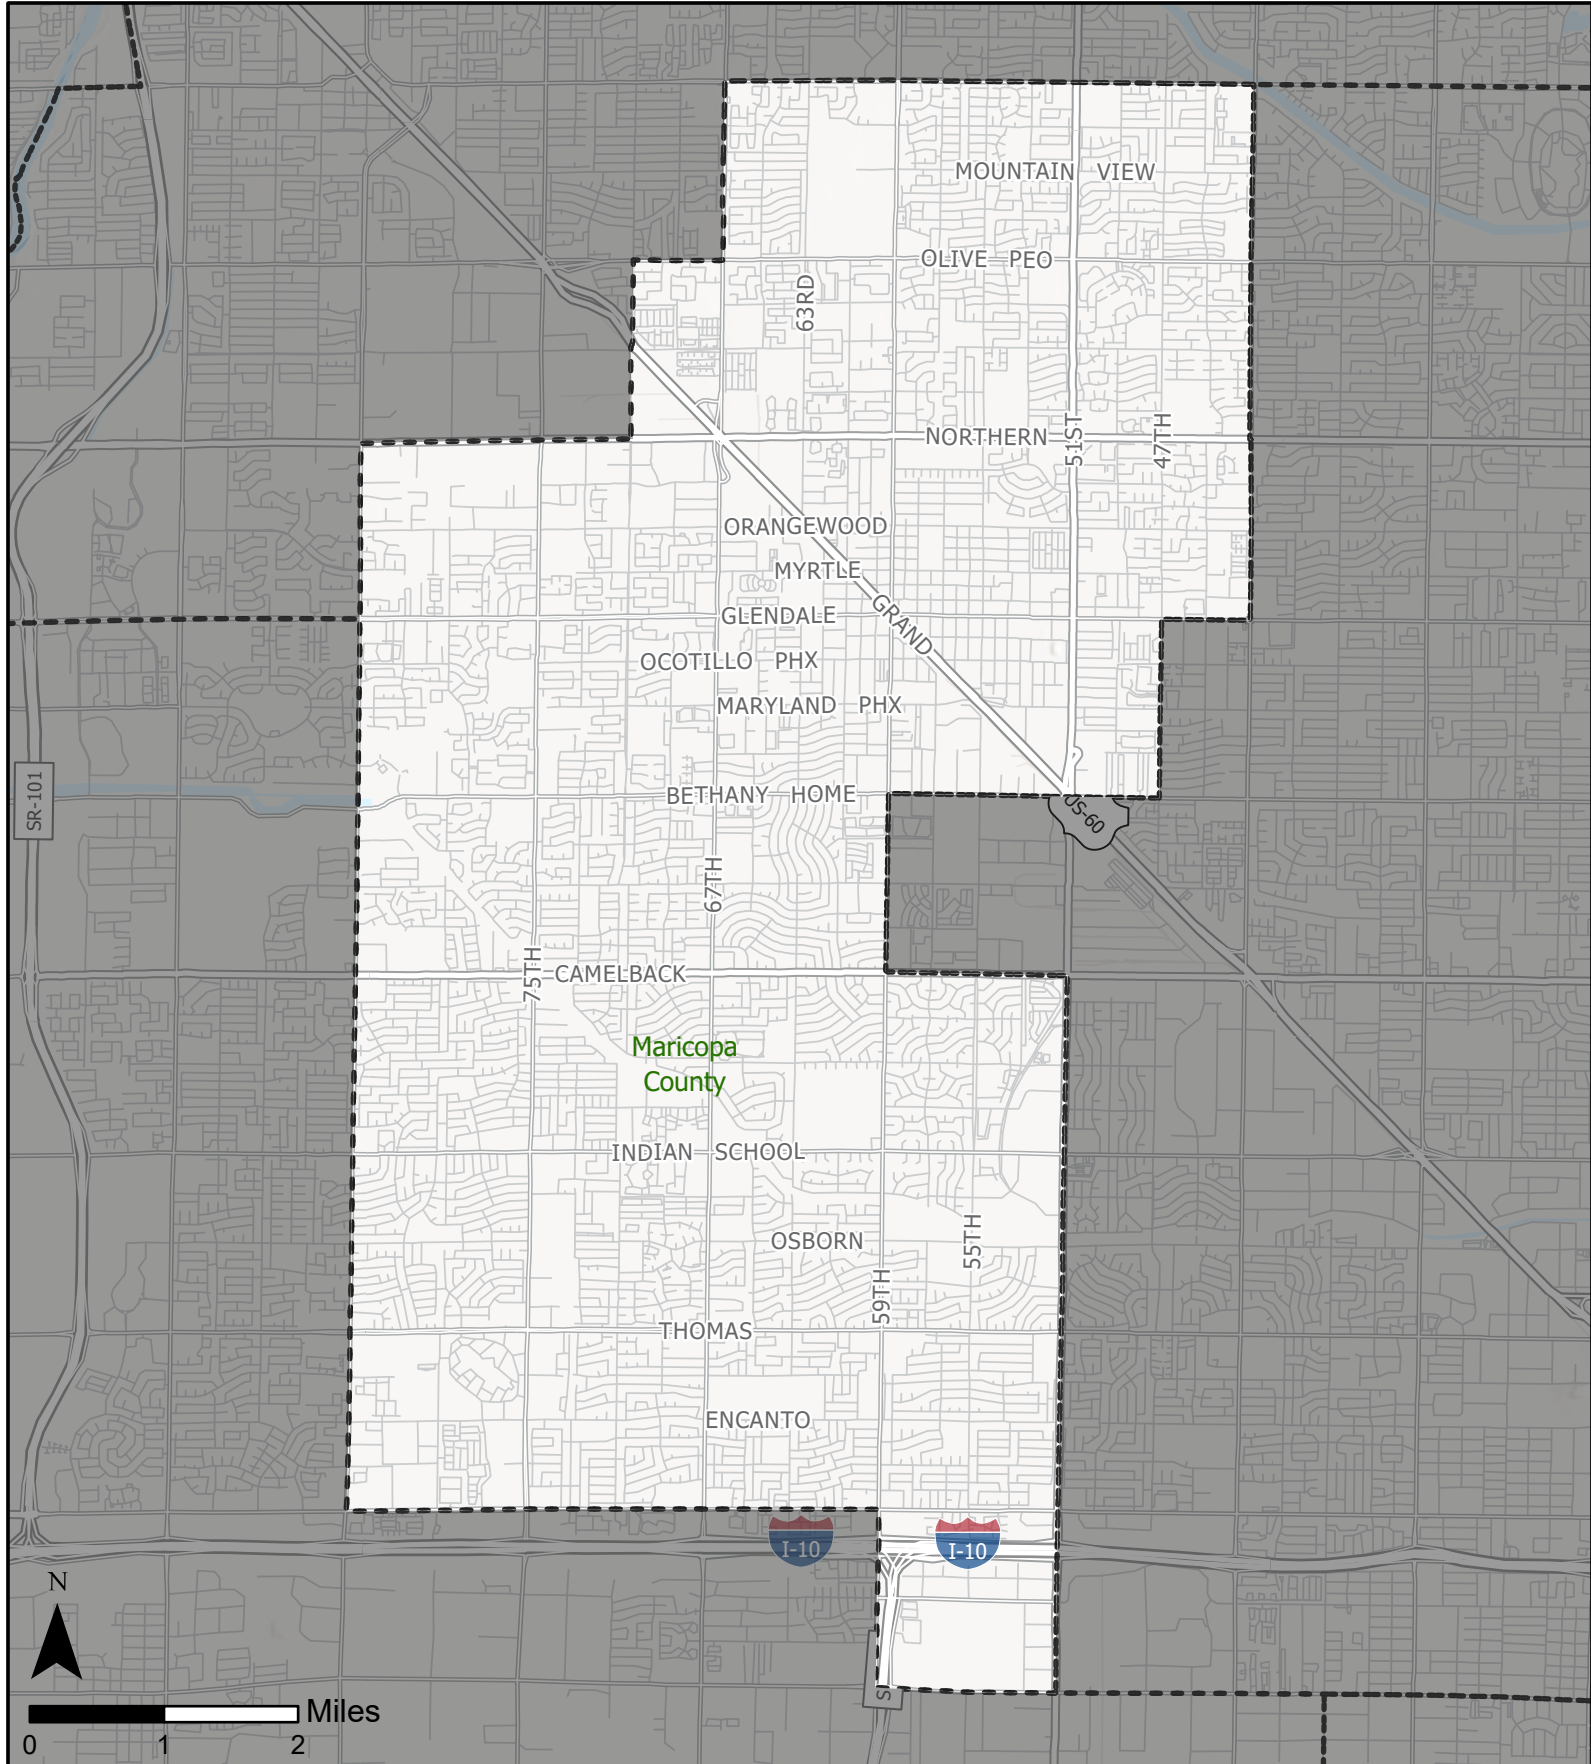 MOUNTAIN VIEW
OLIVE PEO
63RD
NORTHERN
51ST
47TH
ORANGEWOOD
MYRTLE
GRAND
GLENDALE
OCOTILLO PHX
MARYLAND PHX
SR-101
BETHANY HOME
US-60
67TH
75TH
CAMELBACK
Maricopa
County
INDIAN SCHOOL
OSBORN
55TH
59TH
THOMAS
ENCANTO
I-10
I-10
N
S
Miles
0 1 2